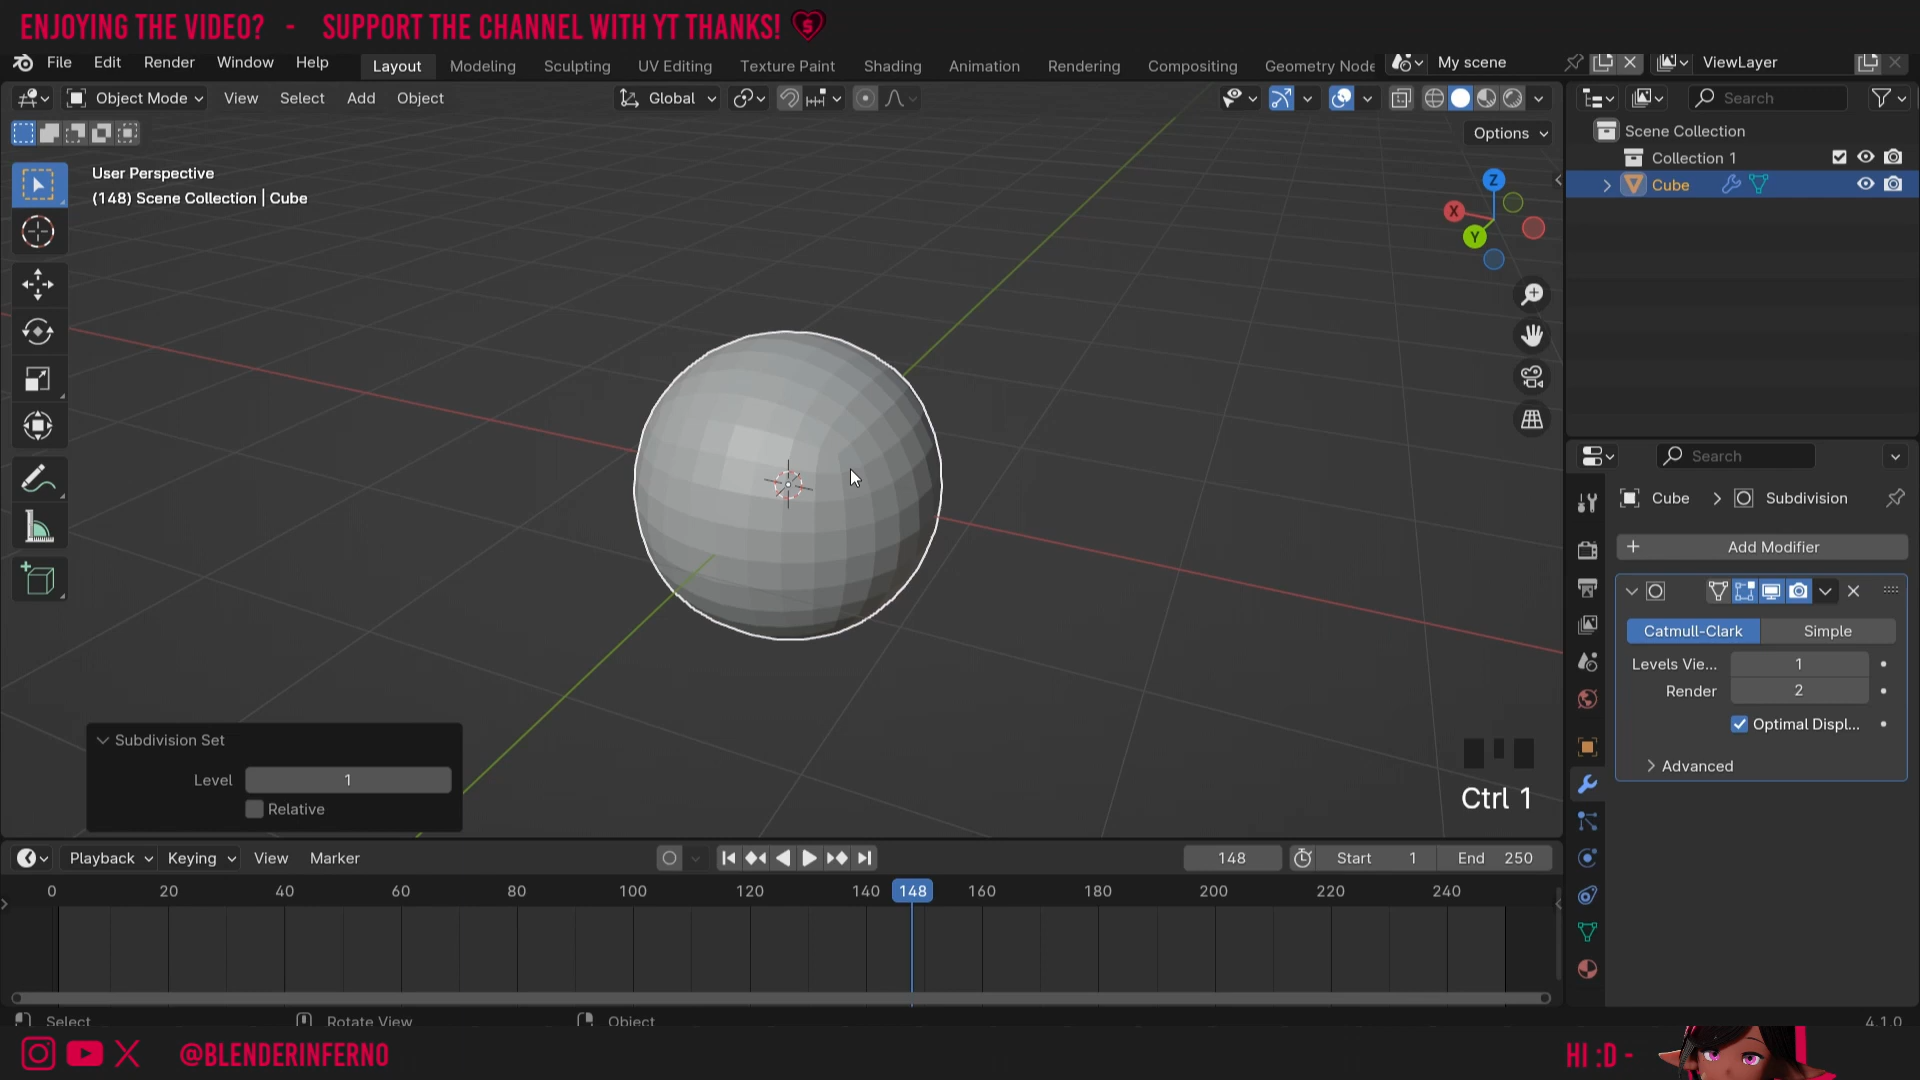 ENJOYING THE VIDEO? - SUPPORT THE CHANNEL WITH YT THANKS! $
File Edit Render Window Help Layout Modeling Sculpting UV Editing Texture Paint Shading Animation Rendering Compositing Geometry Node My scene ViewLayer
Object Mode View Select Add Object Global Search
Options
User Perspective
(148) Scene Collection | Cube
Z
X
Y
Scene Collection
Collection 1
Cube
Search
Cube > Subdivision
+ Add Modifier
Catmull-Clark Simple
Levels Vie... 1
Render 2
Optimal Displ...
Advanced
Subdivision Set
Level 1
Relative
Ctrl 1
Playback Keying View Marker 148 Start 1 End 250
0 20 40 60 80 100 120 140 148 160 180 200 220 240
Select Rotate View Object 4.1.0
@BLENDERINFERNO HI :D -